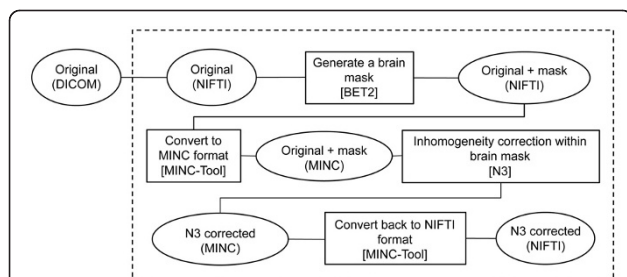 Original
(DICOM)
Original
(NIFTI)
Generate a brain
mask
[BET2]
Original + mask
(NIFTI)
Convert to
MINC format
[MINC-Tool]
Original + mask
(MINC)
Inhomogeneity correction within
brain mask
[N3]
N3 corrected
(MINC)
Convert back to NIFTI
format
[MINC-Tool]
N3 corrected
(NIFTI)